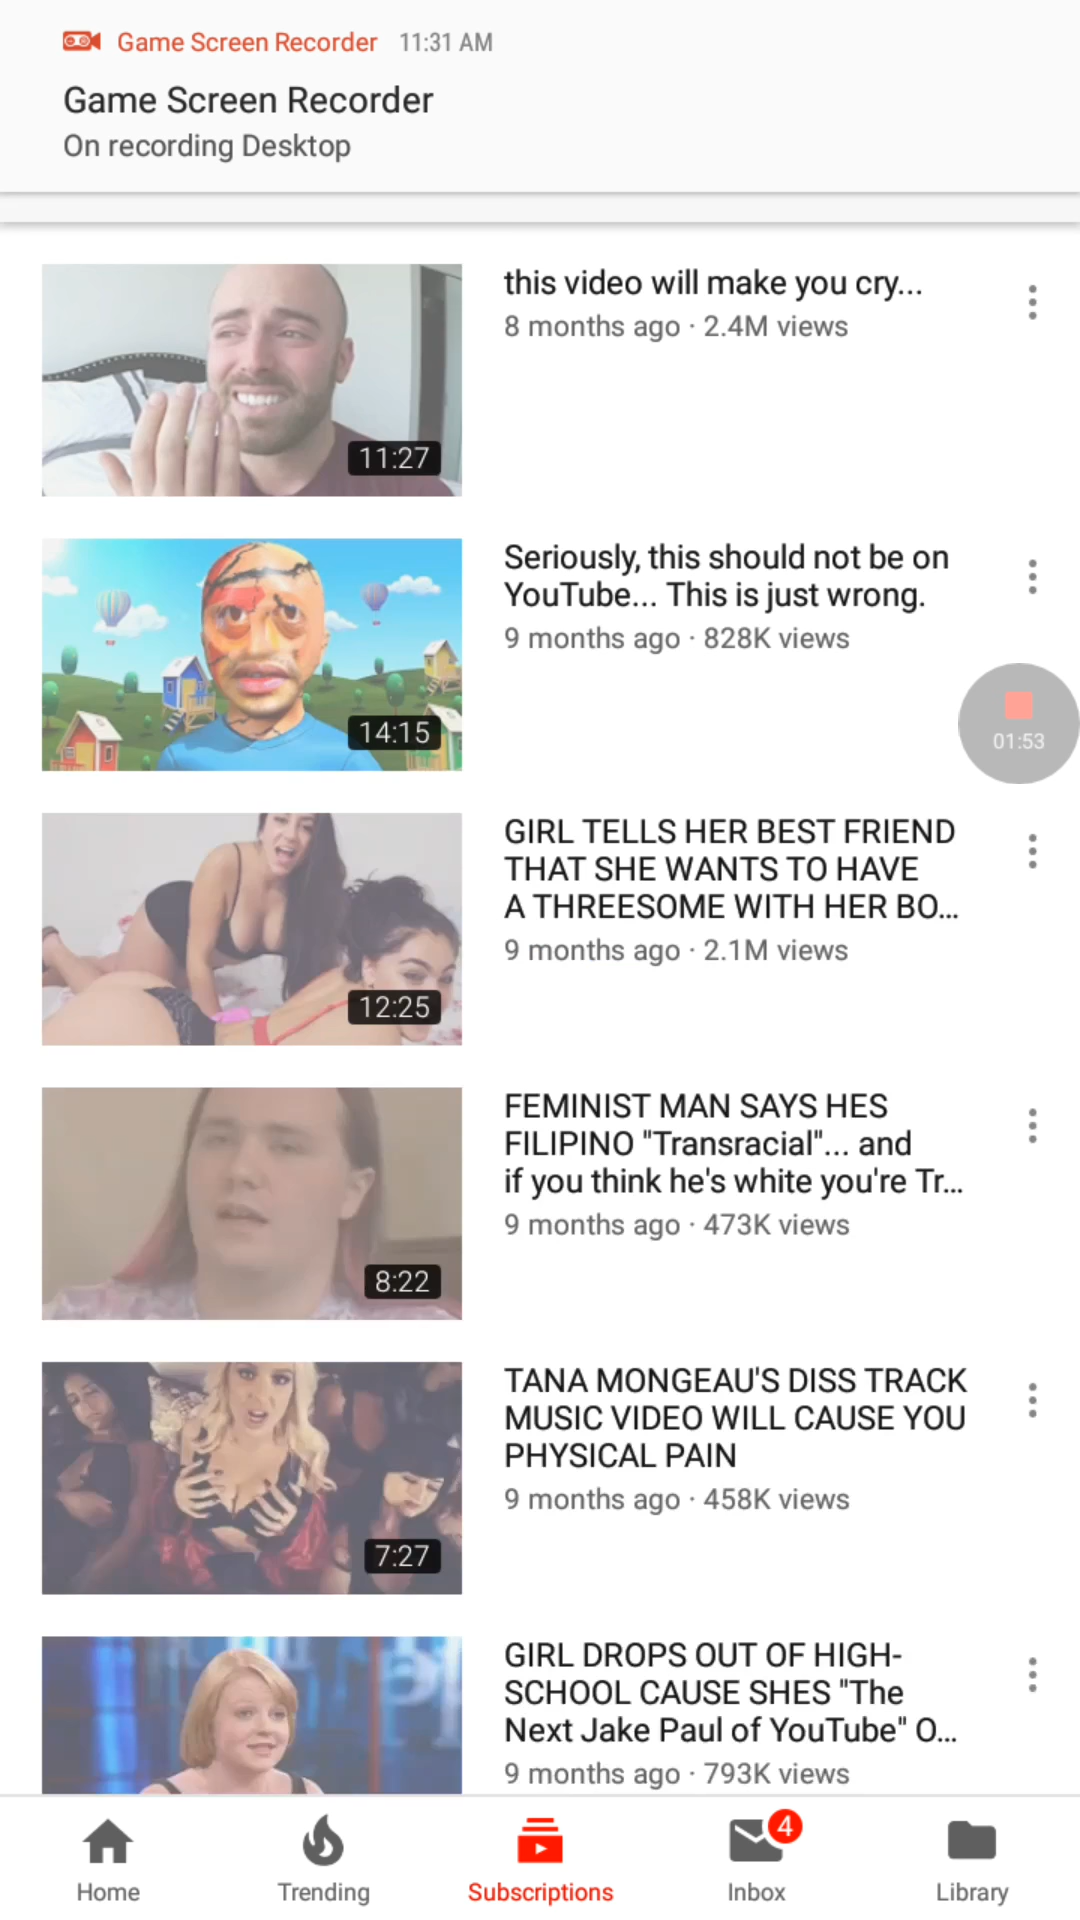 Game Screen Recorder 11:31 AM
Game Screen Recorder
On recording Desktop
this video will make you cry...
8 months ago · 2.4M views
11:27
Seriously, this should not be on
YouTube... This is just wrong.
9 months ago · 828K views
14:15
01:53
GIRL TELLS HER BEST FRIEND
THAT SHE WANTS TO HAVE
A THREESOME WITH HER BO...
9 months ago · 2.1M views
12:25
FEMINIST MAN SAYS HES
FILIPINO "Transracial"... and
if you think he's white you're Tr...
9 months ago · 473K views
8:22
TANA MONGEAU'S DISS TRACK
MUSIC VIDEO WILL CAUSE YOU
PHYSICAL PAIN
9 months ago · 458K views
7:27
GIRL DROPS OUT OF HIGH-
SCHOOL CAUSE SHES "The
Next Jake Paul of YouTube" O...
9 months ago · 793K views
4
Home Trending Subscriptions Inbox Library